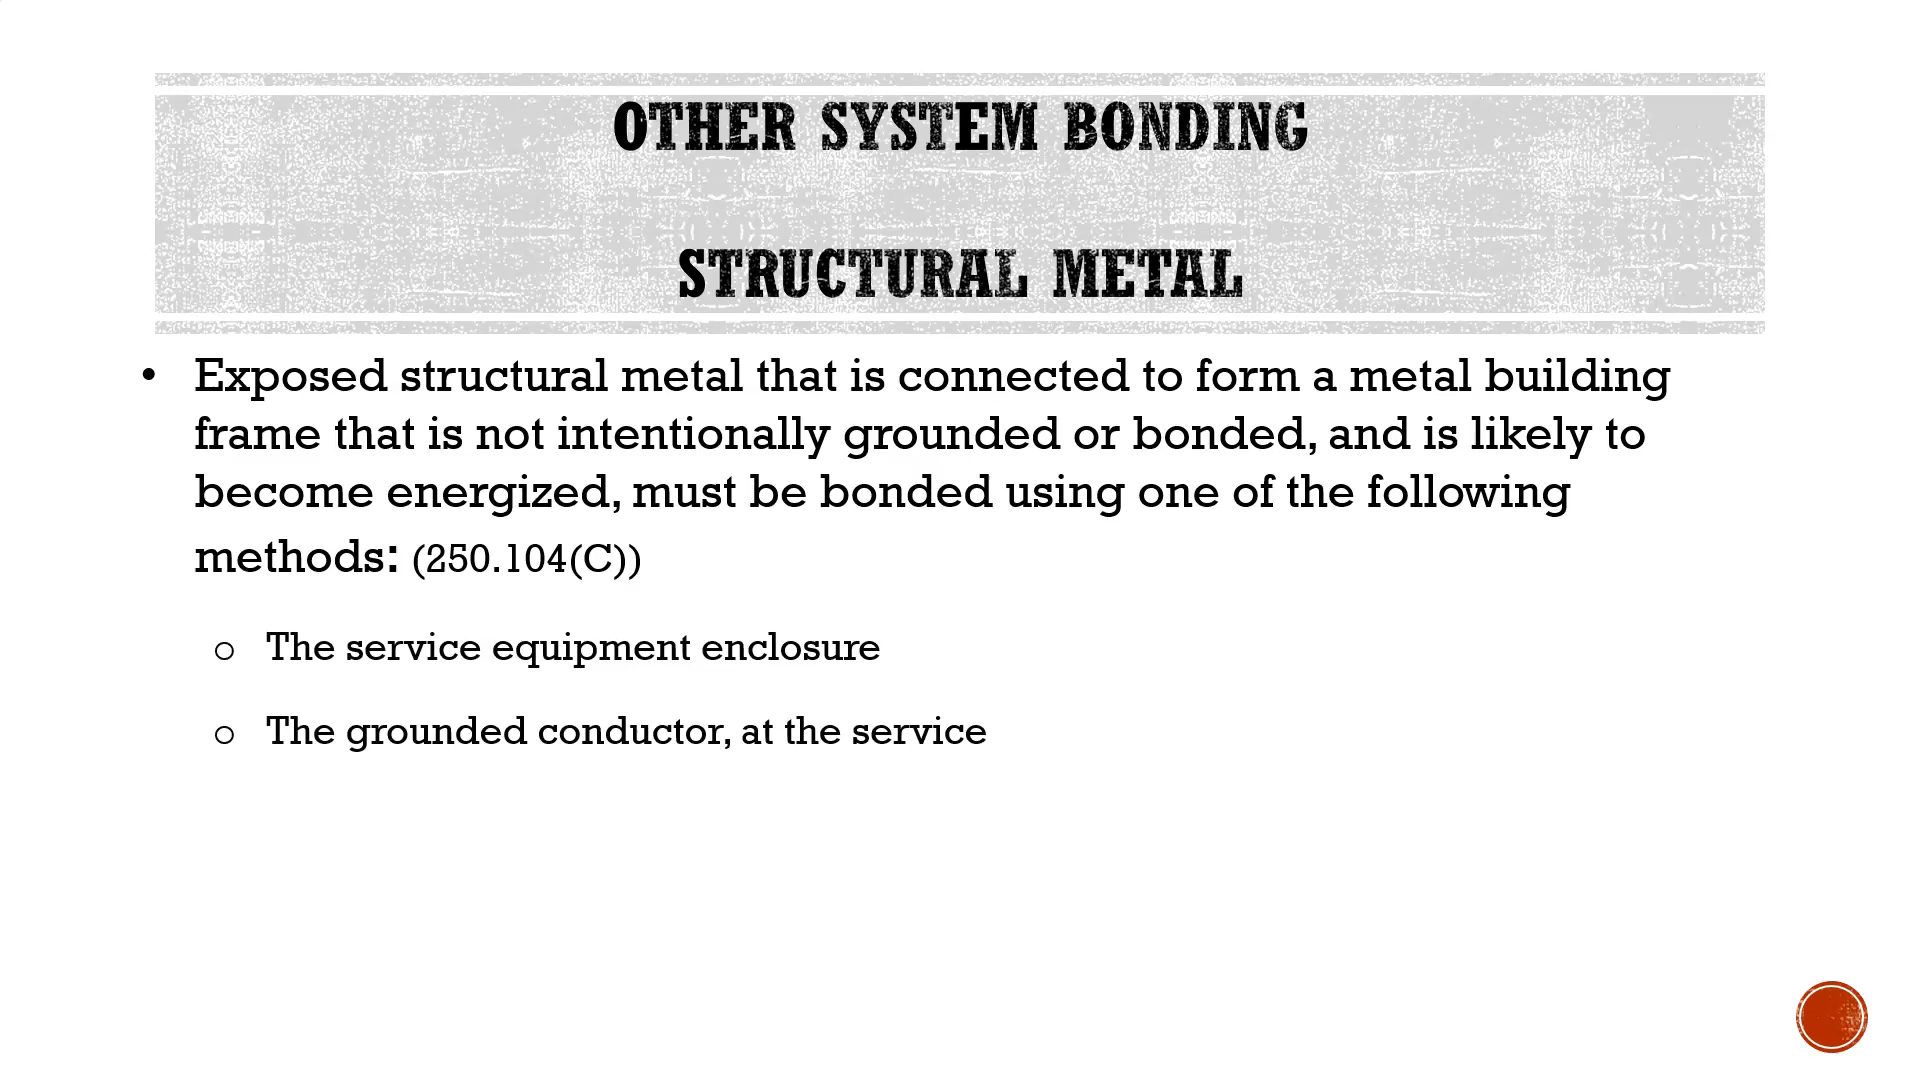 OTHER SYSTEM BONDING
STRUCTURAL METAL
• Exposed structural metal that is connected to form a metal building
frame that is not intentionally grounded or bonded, and is likely to
become energized, must be bonded using one of the following
methods: (250.104(C))
o The service equipment enclosure
o The grounded conductor, at the service